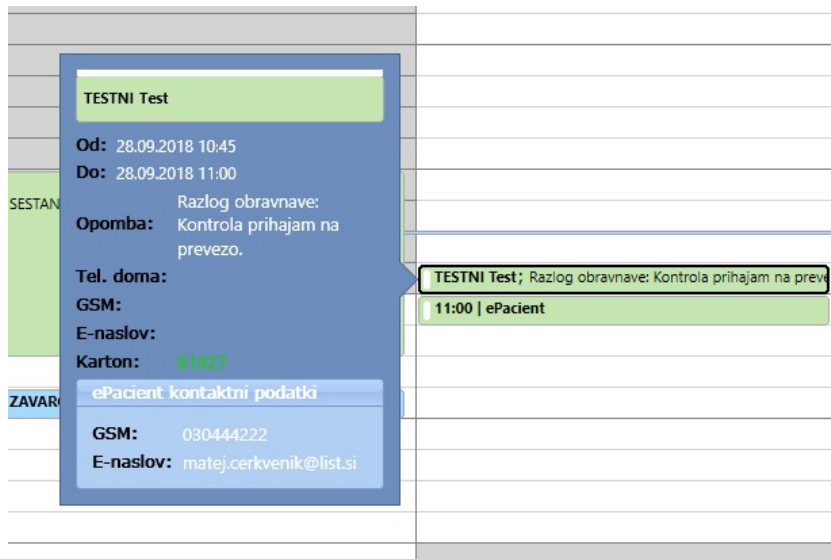 TESTNI Test
Od: 28.09.2018 10:45
Do: 28.09.2018 11:00
Opomba: Razlog obravnave:
Kontrola prihajam na
prevezo.
Tel. doma:
GSM:
E-naslov:
Karton: 61927
ePacient kontaktni podatki
GSM: 030444222
E-naslov: matej.cerkvenik@list.si
SESTAN
ZAVAR
TESTNI Test; Razlog obravnave: Kontrola prihajam na preve
11:00 | ePacient